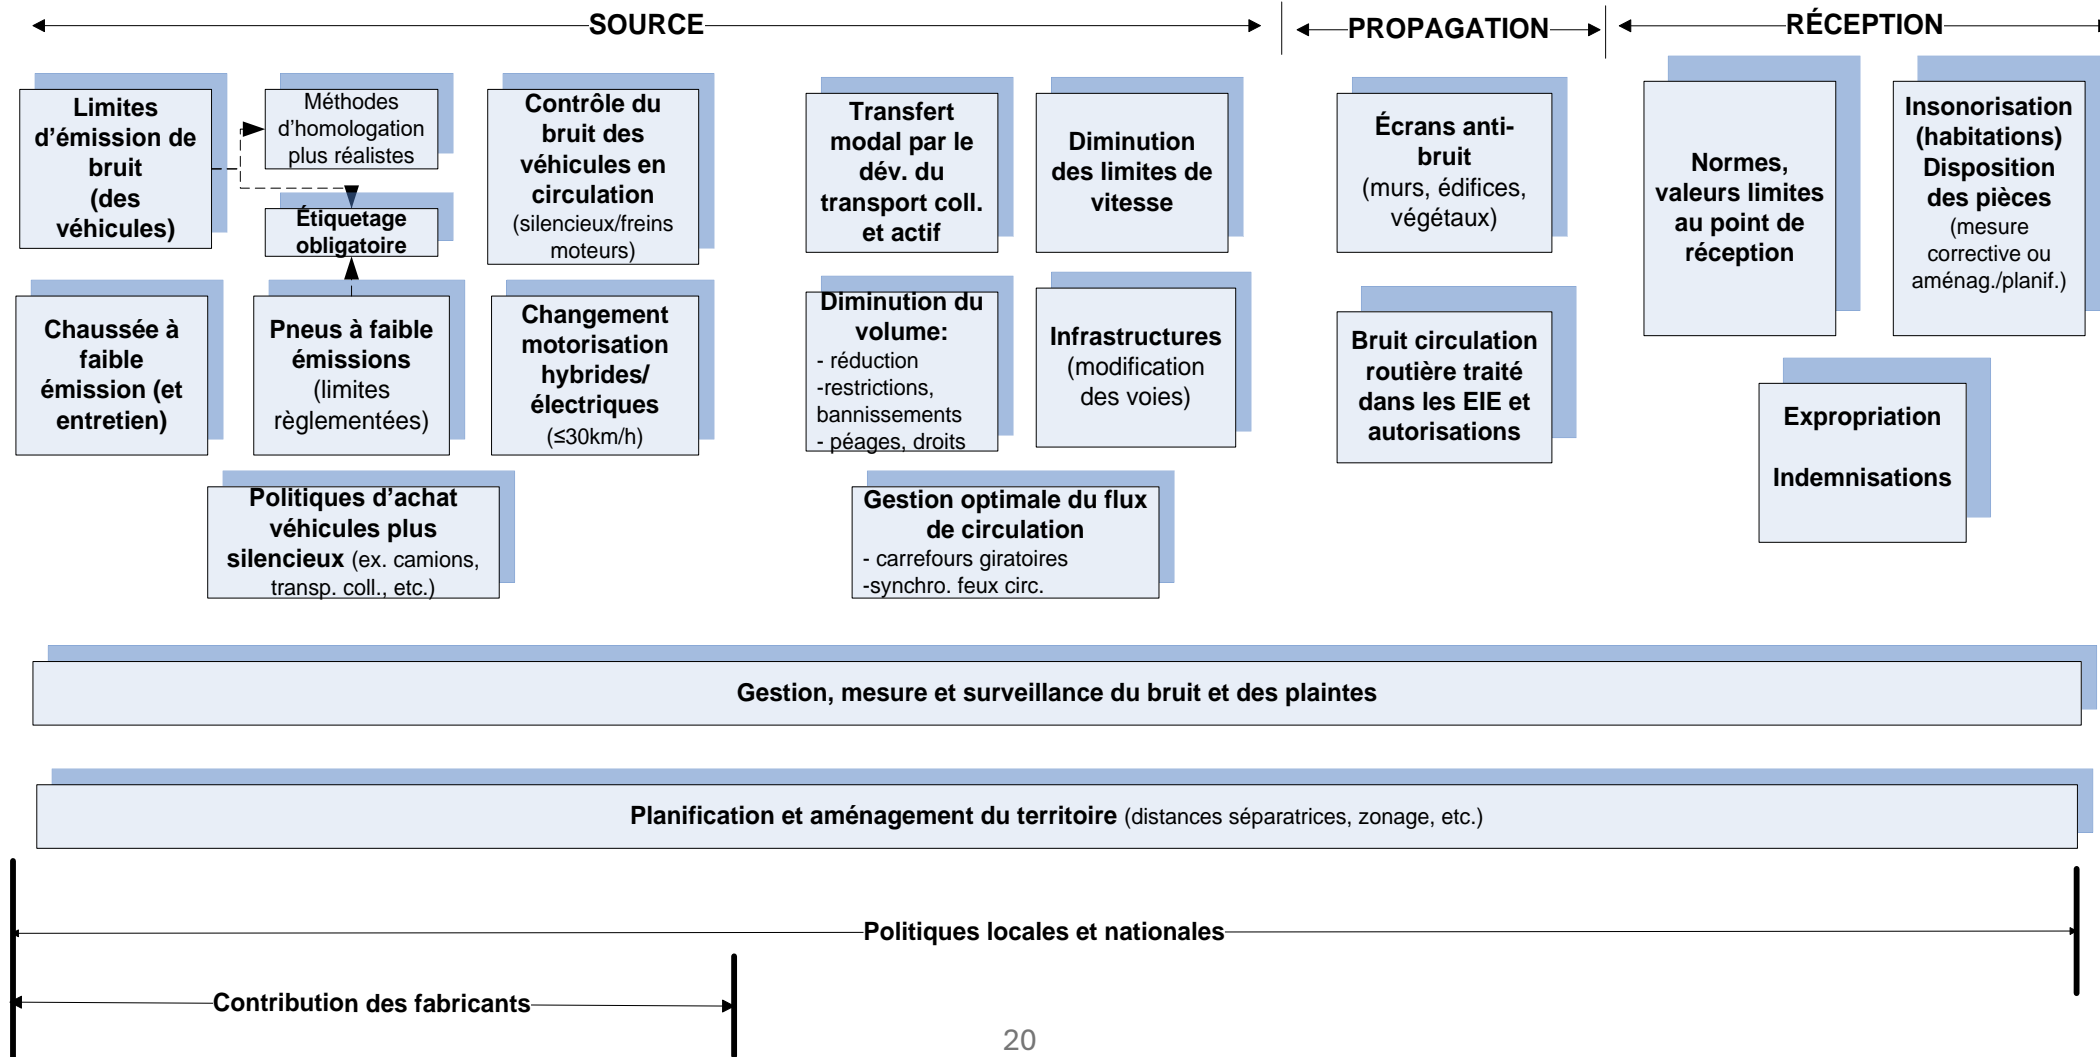 SOURCE
PROPAGATION
RÉCEPTION
Limites
d'émission de
bruit
(des
véhicules)
Méthodes
d'homologation
plus réalistes
Étiquetage
obligatoire
Contrôle du
bruit des
véhicules en
circulation
(silencieux/freins
moteurs)
Transfert
modal par le
dév. du
transport coll.
et actif
Diminution
des limites de
vitesse
Écrans anti-
bruit
(murs, édifices,
végétaux)
Normes,
valeurs limites
au point de
réception
Insonorisation
(habitations)
Disposition
des pièces
(mesure
corrective ou
aménag./planif.)
Chaussée à
faible
émission (et
entretien)
Pneus à faible
émissions
(limites
règlementées)
Changement
motorisation
hybrides/
électriques
(≤30km/h)
Diminution du
volume:
- réduction
-restrictions,
bannissements
- péages, droits
Infrastructures
(modification
des voies)
Bruit circulation
routière traité
dans les EIE et
autorisations
Expropriation
Indemnisations
Politiques d'achat
véhicules plus
silencieux (ex. camions,
transp. coll., etc.)
Gestion optimale du flux
de circulation
- carrefours giratoires
-synchro. feux circ.
Gestion, mesure et surveillance du bruit et des plaintes
Planification et aménagement du territoire (distances séparatrices, zonage, etc.)
Politiques locales et nationales
Contribution des fabricants
20